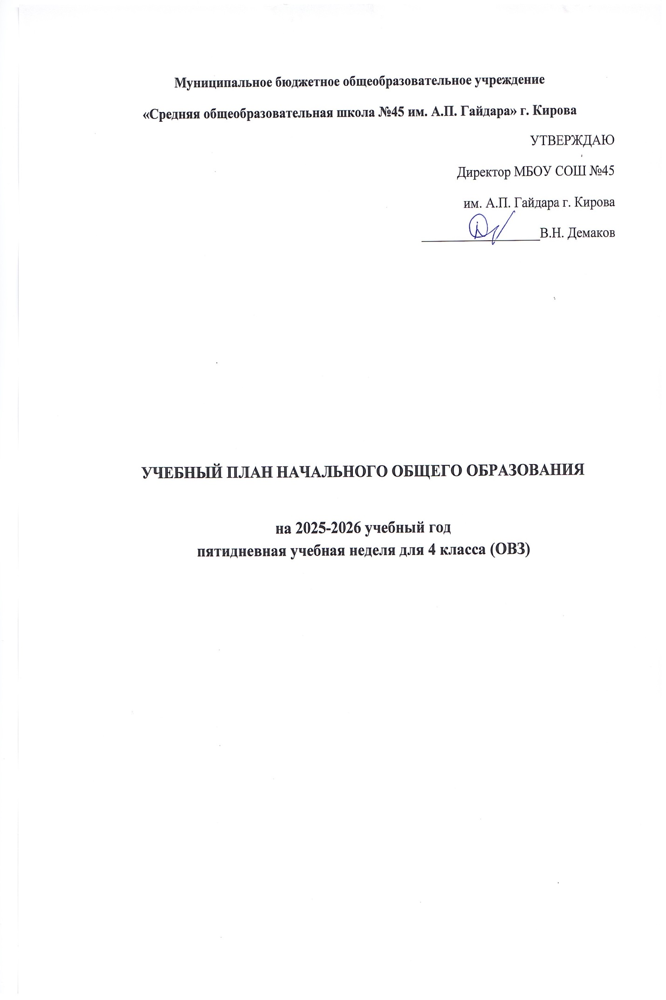 Муниципальное бюджетное общеобразовательное учреждение
«Средняя общеобразовательная школа №45 им. А.П. Гайдара» г. Кирова
УТВЕРЖДАЮ
Директор МБОУ СОШ №45
им. А.П. Гайдара г. Кирова
В.Н. Демаков
УЧЕБНЫЙ ПЛАН НАЧАЛЬНОГО ОБЩЕГО ОБРАЗОВАНИЯ
на 2025-2026 учебный год
пятидневная учебная неделя для 4 класса (ОВЗ)